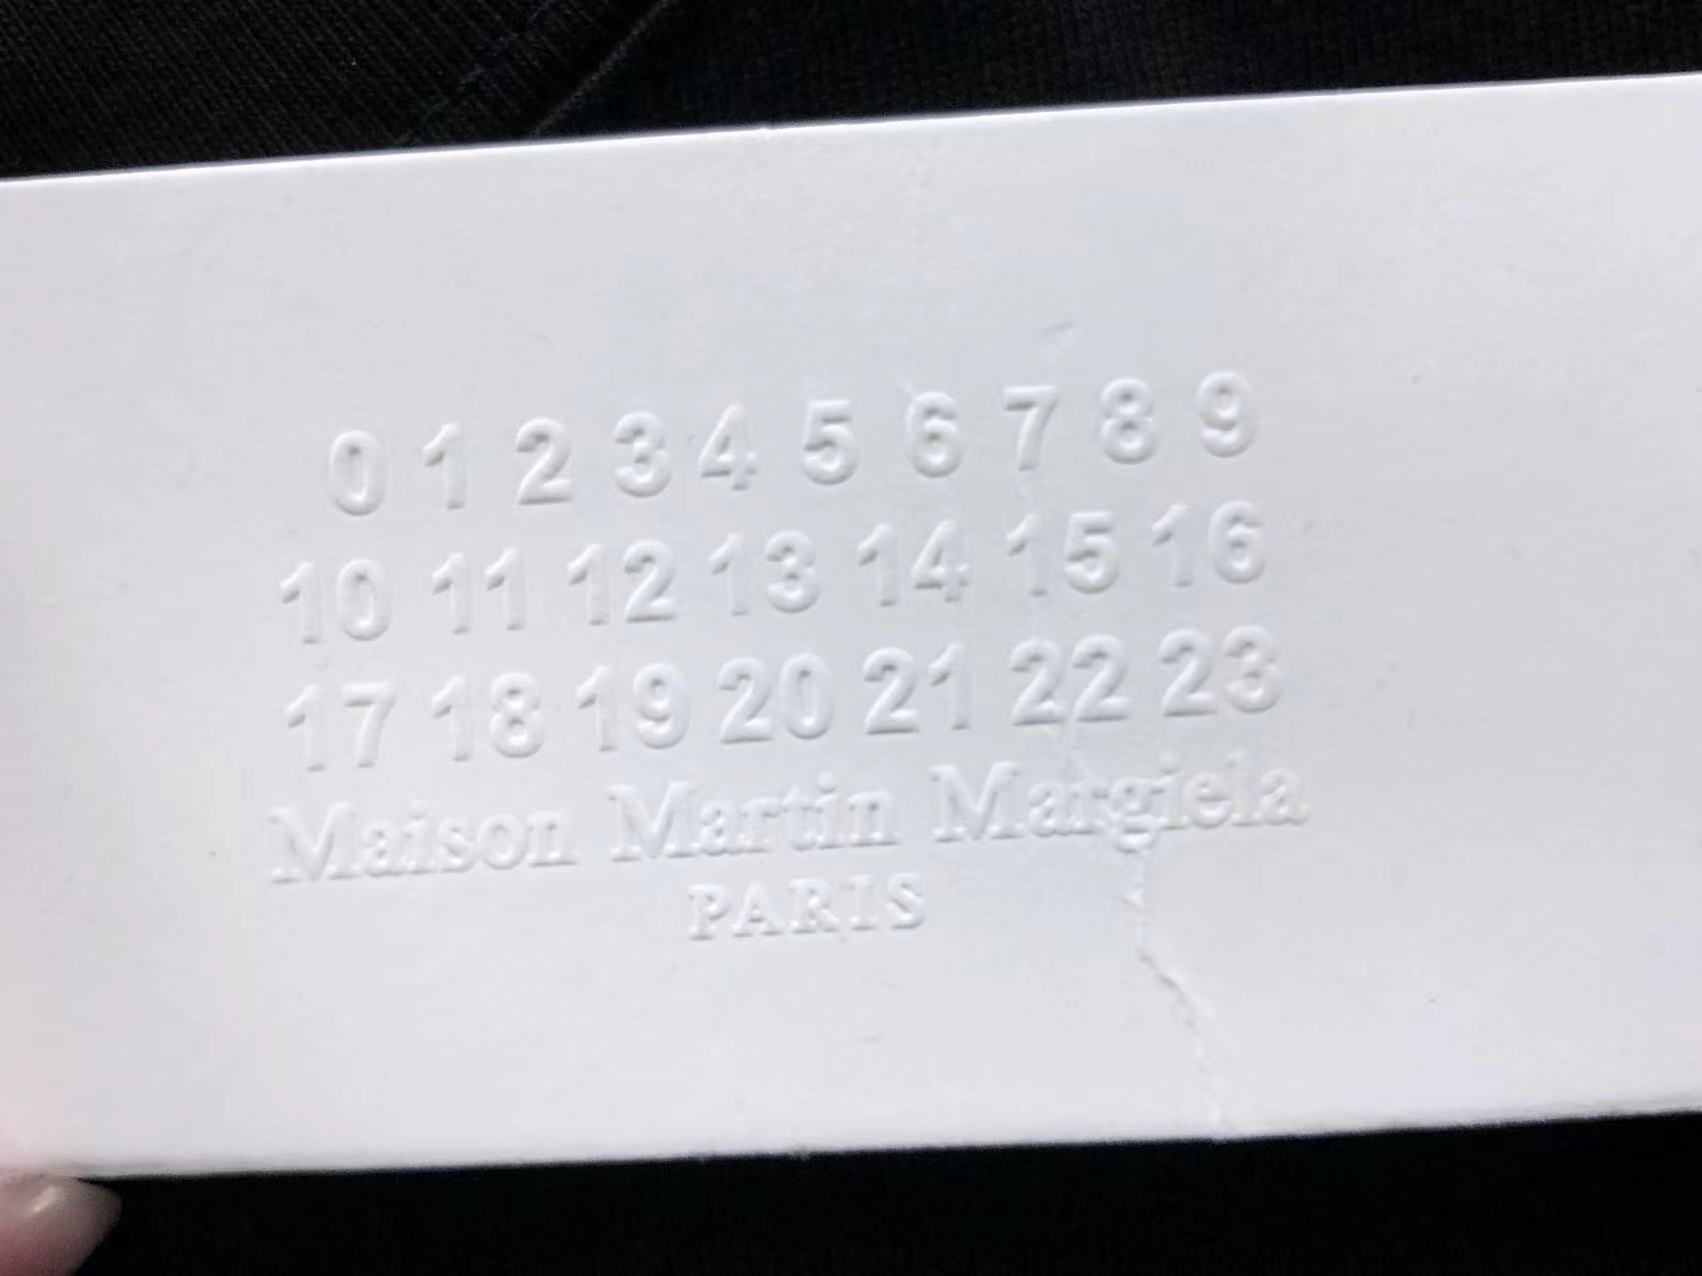 0 1 2 3 4 5 6 7 8 9
10 11 12 13 14 15 16
17 18 19 20 21 22 23
Maison Martin Margiela
PARIS